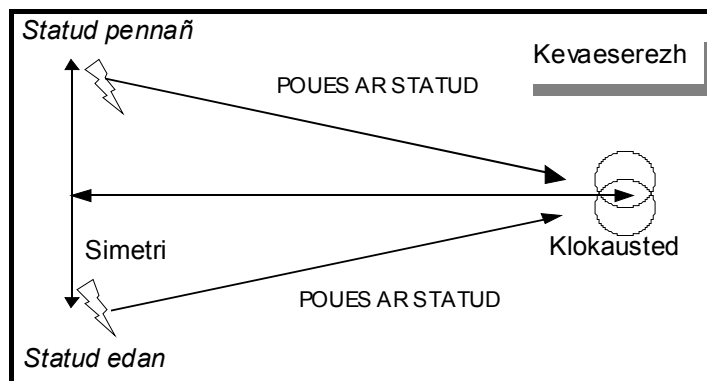 Statud pennañ
Kevaeserezh
POUES AR STATUD
Simetri
Klokausted
POUES AR STATUD
Statud edan